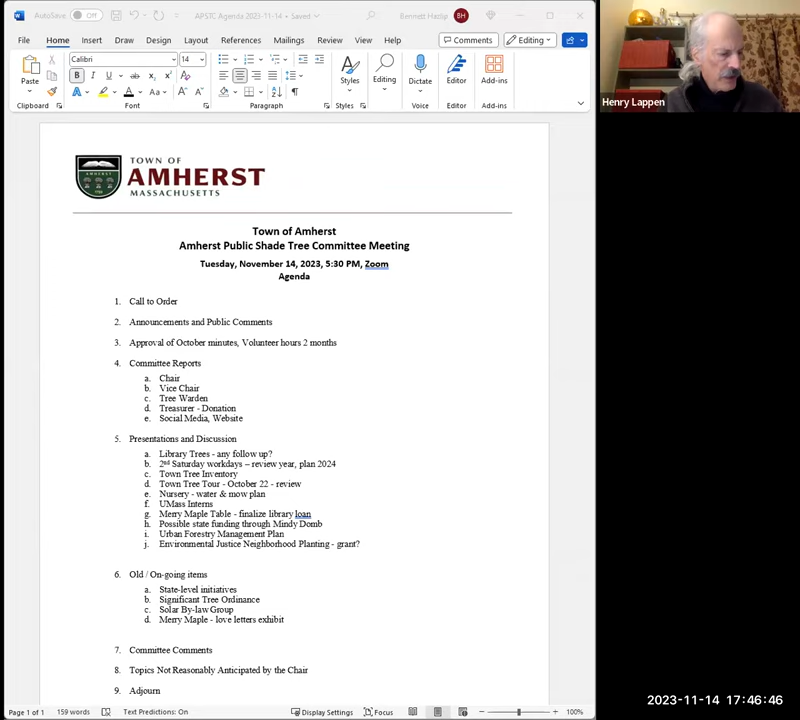 AutoSave Off APSTC Agenda 2023-11-14 • Saved Bennett Hazlip BH
File Home Insert Draw Design Layout References Mailings Review View Help Comments Editing
Calibri 14
Paste Styles Editing Dictate Editor Add-ins
B I U ab x₂ x² A
A A Aa A A
Clipboard Font Paragraph Styles Voice Editor Add-ins
Henry Lappen
TOWN OF
AMHERST
MASSACHUSETTS
Town of Amherst
Amherst Public Shade Tree Committee Meeting
Tuesday, November 14, 2023, 5:30 PM, Zoom
Agenda
1. Call to Order
2. Announcements and Public Comments
3. Approval of October minutes, Volunteer hours 2 months
4. Committee Reports
a. Chair
b. Vice Chair
c. Tree Warden
d. Treasurer - Donation
e. Social Media, Website
5. Presentations and Discussion
a. Library Trees - any follow up?
b. 2nd Saturday workdays – review year, plan 2024
c. Town Tree Inventory
d. Town Tree Tour - October 22 - review
e. Nursery - water & mow plan
f. UMass Interns
g. Merry Maple Table - finalize library loan
h. Possible state funding through Mindy Domb
i. Urban Forestry Management Plan
j. Environmental Justice Neighborhood Planting - grant?
6. Old / On-going items
a. State-level initiatives
b. Significant Tree Ordinance
c. Solar By-law Group
d. Merry Maple - love letters exhibit
7. Committee Comments
8. Topics Not Reasonably Anticipated by the Chair
9. Adjourn
Page 1 of 1 159 words Text Predictions: On Display Settings Focus 100%
2023-11-14 17:46:46